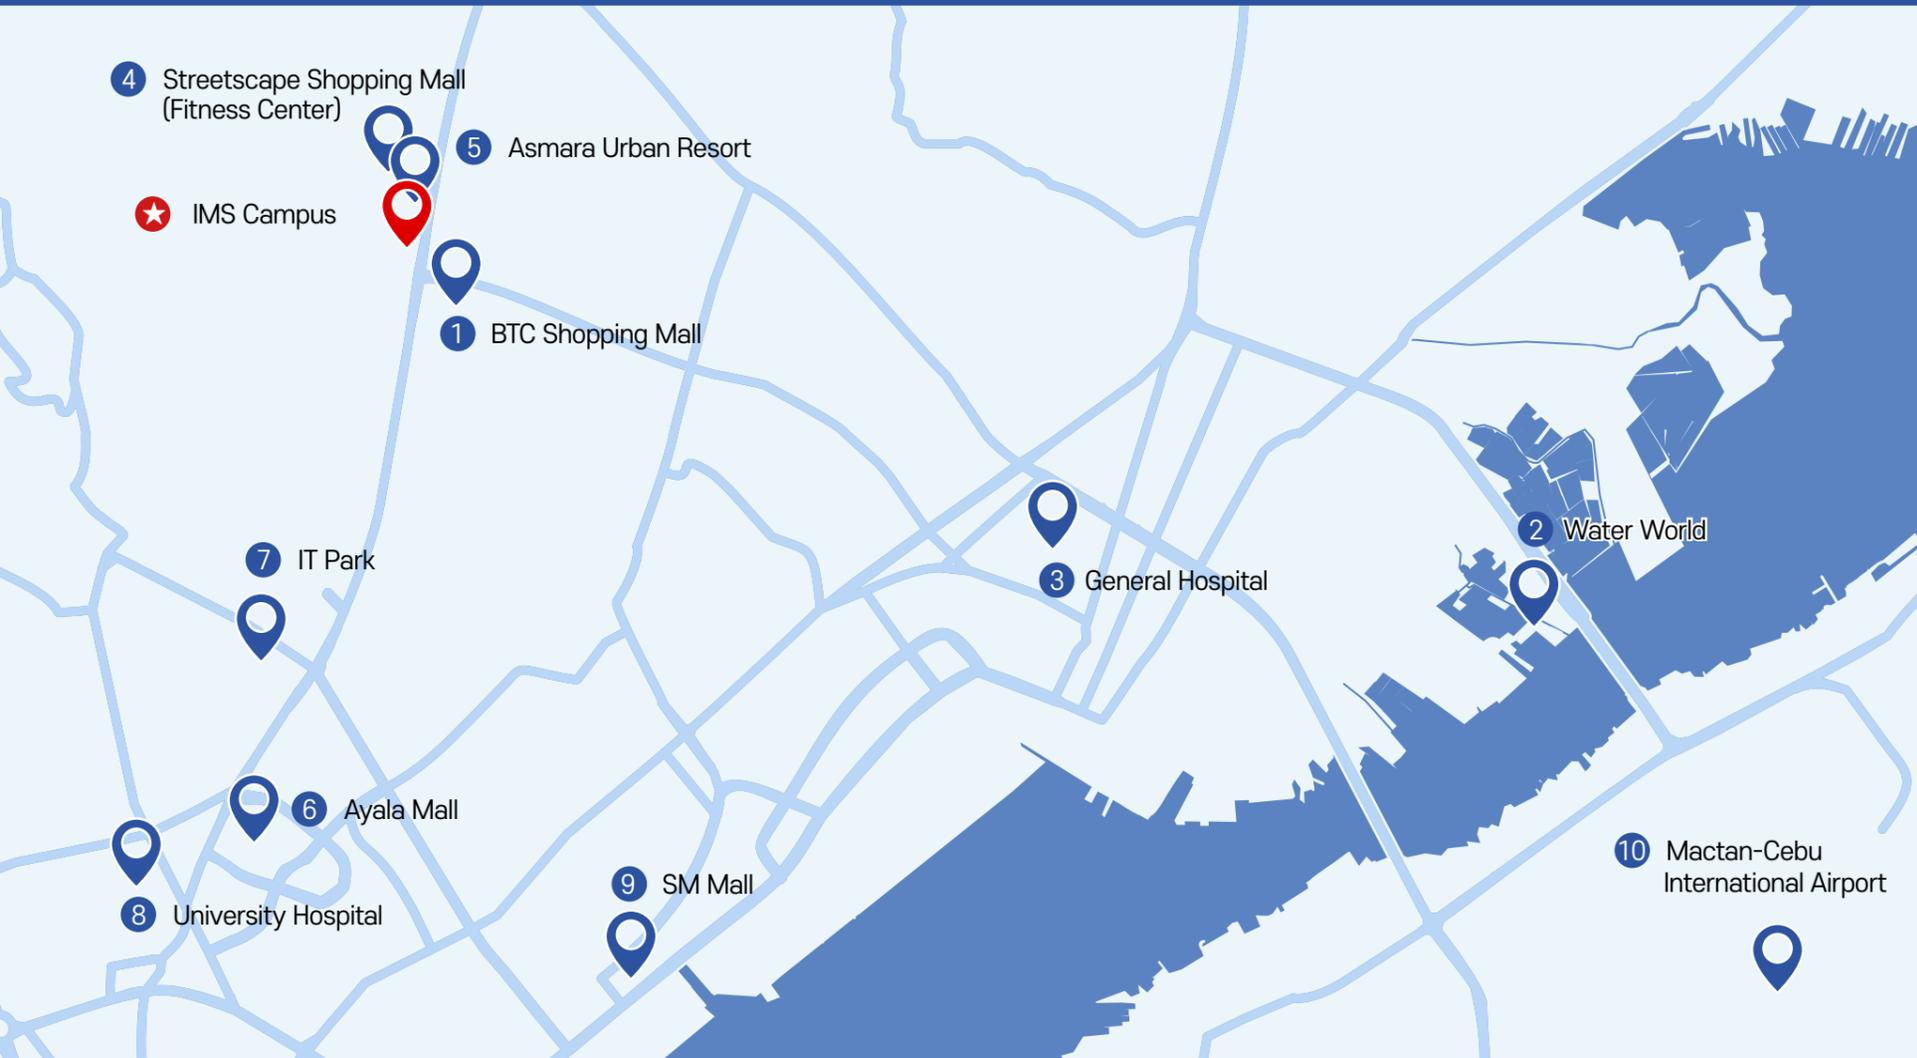 4 Streetscape Shopping Mall
(Fitness Center)
5 Asmara Urban Resort
IMS Campus
1 BTC Shopping Mall
2 Water World
7 IT Park
3 General Hospital
6 Ayala Mall
10 Mactan-Cebu
International Airport
9 SM Mall
8 University Hospital